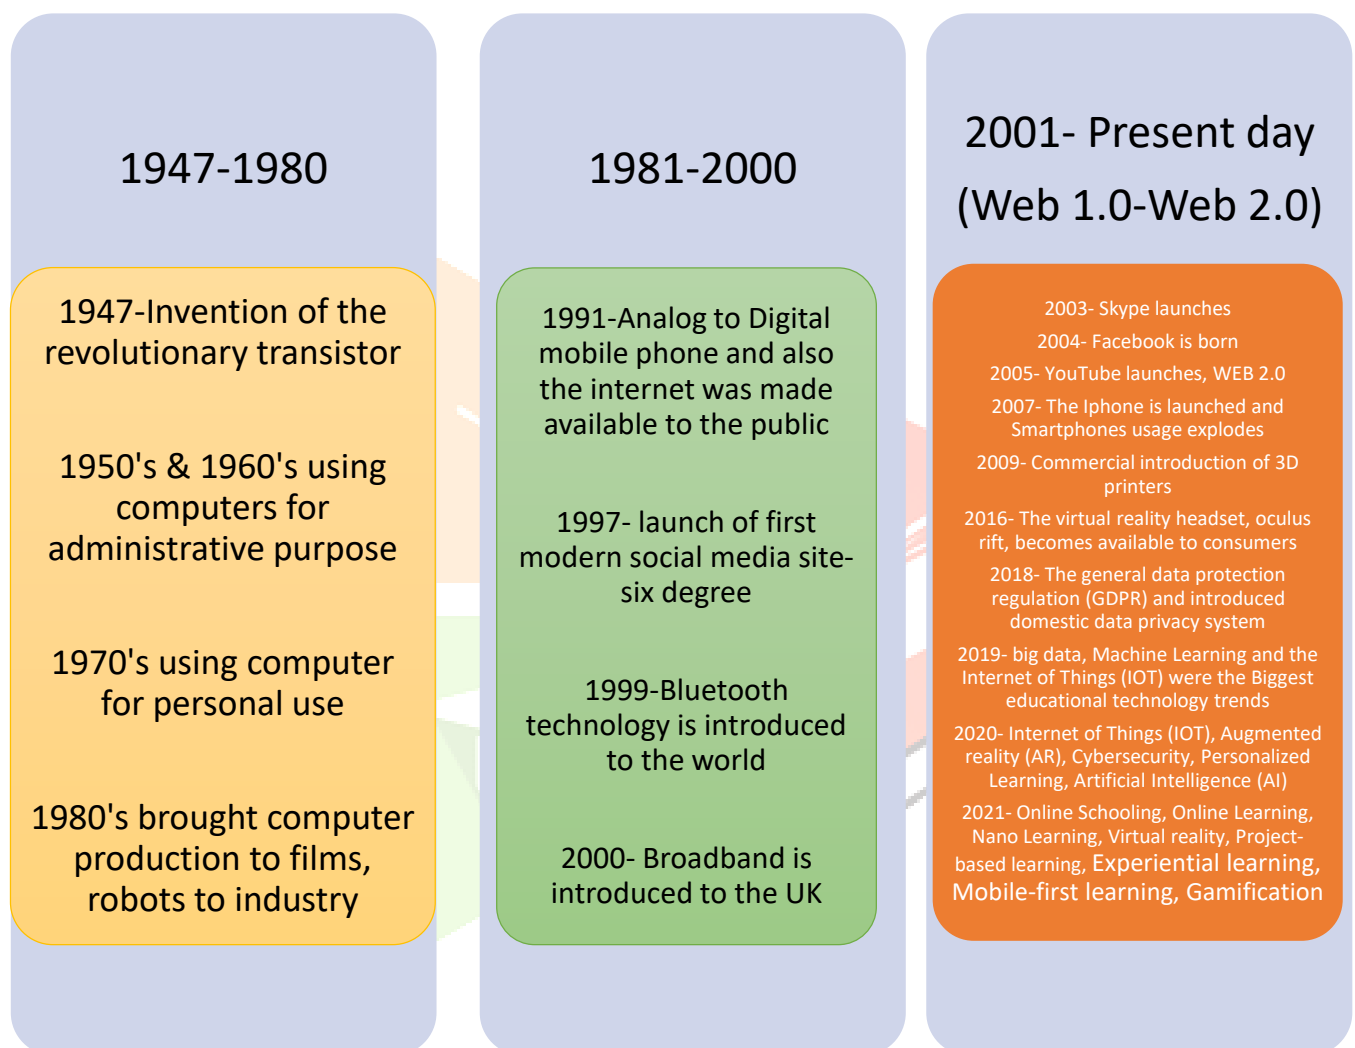 1947-1980
1947-Invention of the
revolutionary transistor
1950's & 1960's using
computers for
administrative purpose
1970's using computer
for personal use
1980's brought computer
production to films,
robots to industry
1981-2000
1991-Analog to Digital
mobile phone and also
the internet was made
available to the public
1997- launch of first
modern social media site-
six degree
1999-Bluetooth
technology is introduced
to the world
2000- Broadband is
introduced to the UK
2001- Present day
(Web 1.0-Web 2.0)
2003- Skype launches
2004- Facebook is born
2005- YouTube launches, WEB 2.0
2007- The Iphone is launched and
Smartphones usage explodes
2009- Commercial introduction of 3D
printers
2016- The virtual reality headset, oculus
rift, becomes available to consumers
2018- The general data protection
regulation (GDPR) and introduced
domestic data privacy system
2019- big data, Machine Learning and the
Internet of Things (IOT) were the Biggest
educational technology trends
2020- Internet of Things (IOT), Augmented
reality (AR), Cybersecurity, Personalized
Learning, Artificial Intelligence (AI)
2021- Online Schooling, Online Learning,
Nano Learning, Virtual reality, Project-
based learning, Experiential learning,
Mobile-first learning, Gamification